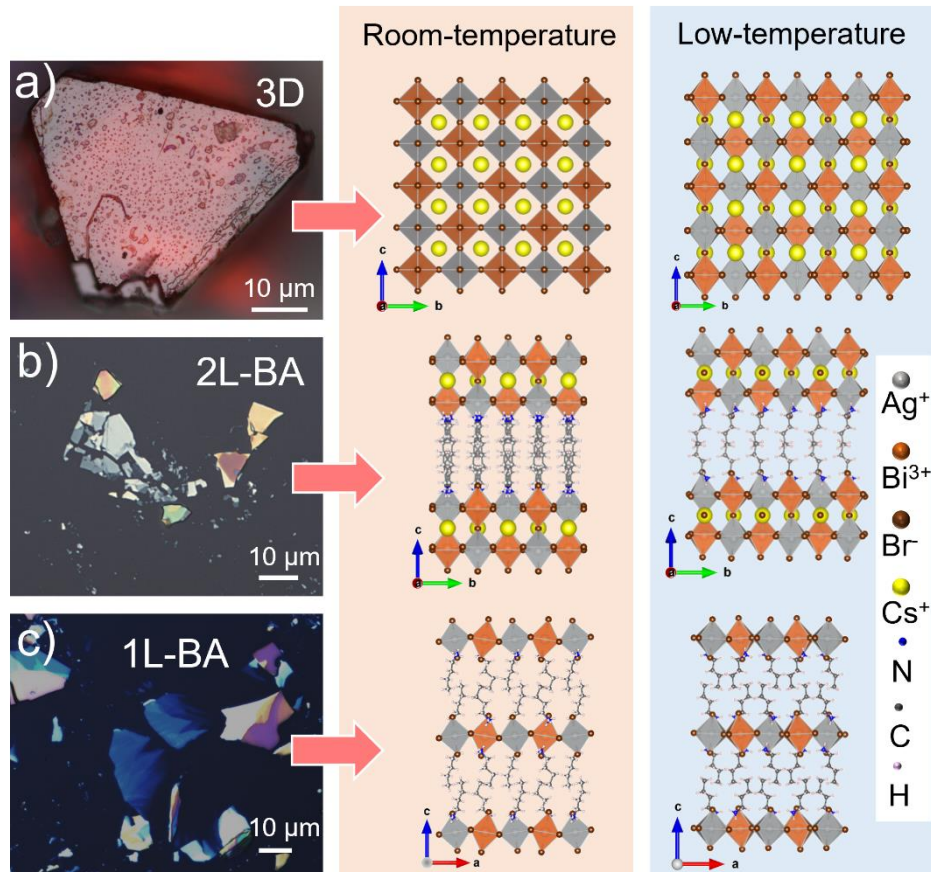 Room-temperature
Low-temperature
a)
3D
10 µm
c
a
b
c
a
b
b)
2L-BA
10 µm
c
a
b
c
a
b
Ag⁺
Bi³⁺
Br⁻
Cs⁺
N
C
H
c)
1L-BA
10 µm
c
a
c
a